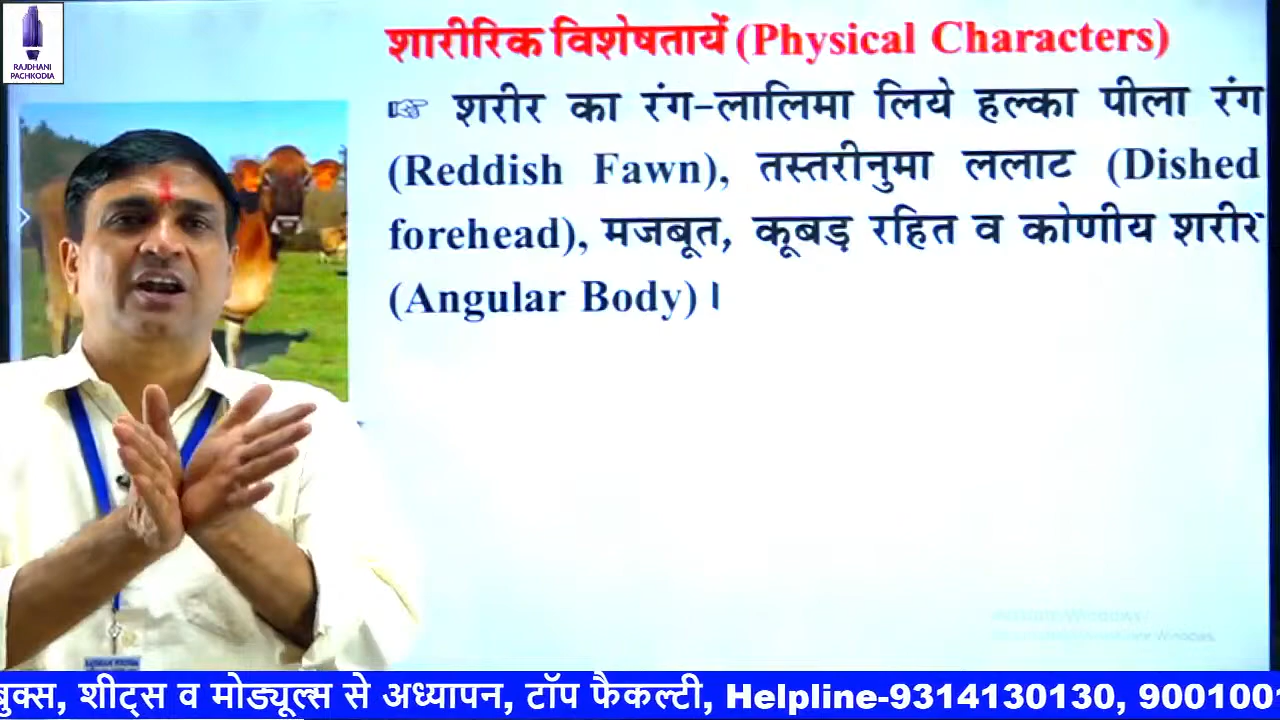 RAJDHANI
PACHKODIA
शारीरिक विशेषतायें (Physical Characters)
☞ शरीर का रंग-लालिमा लिये हल्का पीला रंग
(Reddish Fawn), तस्तरीनुमा ललाट (Dished
forehead), मजबूत, कूबड़ रहित व कोणीय शरीर
(Angular Body) ।
बुक्स, शीट्स व मोड्यूल्स से अध्यापन, टॉप फैकल्टी, Helpline-9314130130, 900100